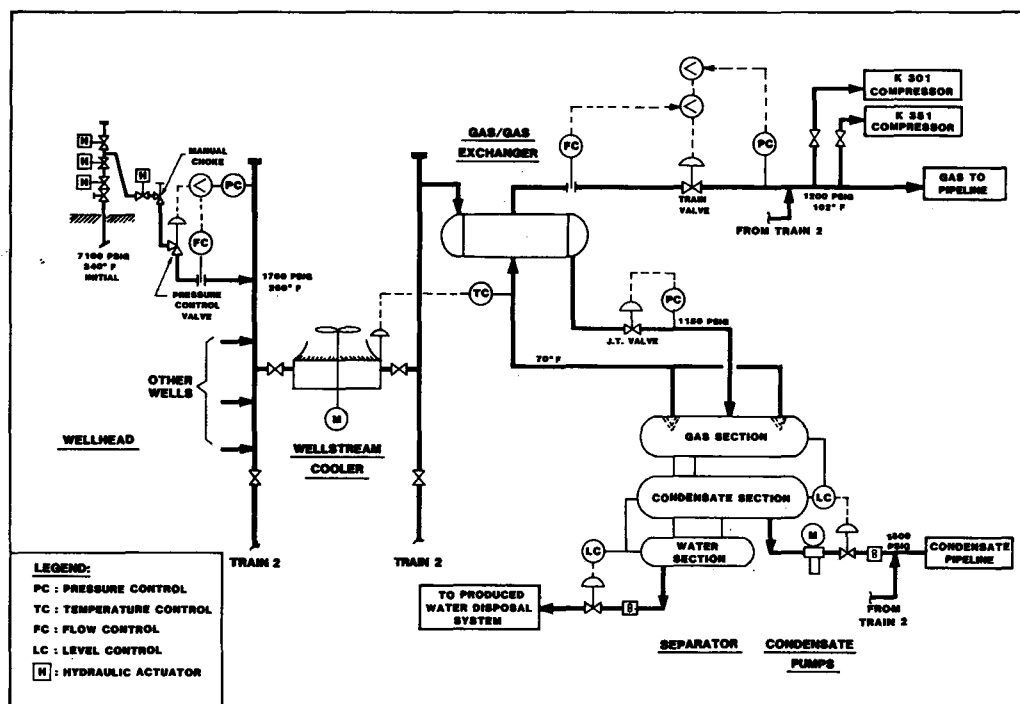 K 301
COMPRESSOR
K 351
COMPRESSOR
GAS/GAS
EXCHANGER
MANUAL
CHOKE
H
H
H
H
<
PC
FC
<
<
FC
PC
GAS TO
PIPELINE
TRAIN
VALVE
1200 PSIG
102° F
FROM TRAIN 2
7100 PSIG
240° F
INITIAL
PRESSURE
CONTROL
VALVE
1700 PSIG
200° F
TC
PC
1150 PSIG
J.T. VALVE
70° F
OTHER
WELLS
M
WELLHEAD
WELLSTREAM
COOLER
GAS SECTION
CONDENSATE SECTION
LC
WATER
SECTION
LC
M
PSIG
CONDENSATE
PIPELINE
TRAIN 2
TRAIN 2
TO PRODUCED
WATER DISPOSAL
SYSTEM
FROM
TRAIN 2
SEPARATOR
CONDENSATE
PUMPS
LEGEND:
PC : PRESSURE CONTROL
TC : TEMPERATURE CONTROL
FC : FLOW CONTROL
LC : LEVEL CONTROL
H : HYDRAULIC ACTUATOR